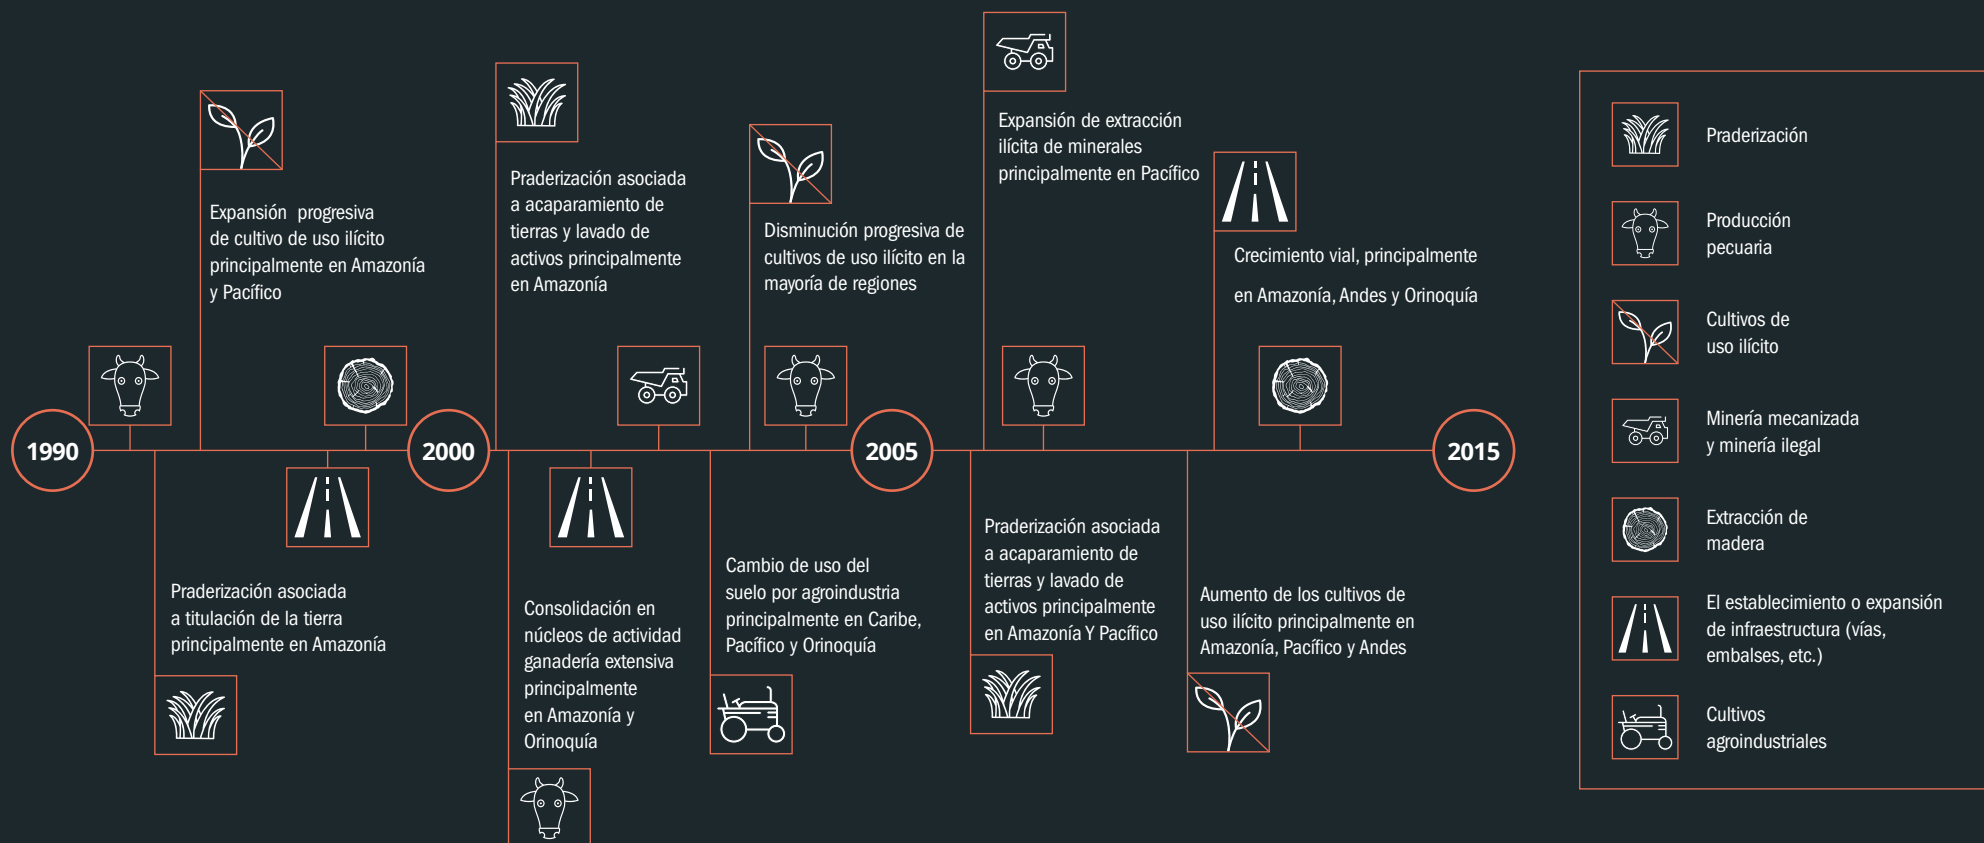 1990
Expansión progresiva
de cultivo de uso ilícito
principalmente en Amazonía
y Pacífico
Praderización asociada
a titulación de la tierra
principalmente en Amazonía
2000
Praderización asociada
a acaparamiento de
tierras y lavado de
activos principalmente
en Amazonía
Consolidación en
núcleos de actividad
ganadería extensiva
principalmente
en Amazonía y
Orinoquía
Disminución progresiva de
cultivos de uso ilícito en la
mayoría de regiones
Cambio de uso del
suelo por agroindustria
principalmente en Caribe,
Pacífico y Orinoquía
2005
Expansión de extracción
ilícita de minerales
principalmente en Pacífico
Praderización asociada
a acaparamiento de
tierras y lavado de
activos principalmente
en Amazonía Y Pacífico
Crecimiento vial, principalmente
en Amazonía, Andes y Orinoquía
Aumento de los cultivos de
uso ilícito principalmente en
Amazonía, Pacífico y Andes
2015
Praderización
Producción
pecuaria
Cultivos de
uso ilícito
Minería mecanizada
y minería ilegal
Extracción de
madera
El establecimiento o expansión
de infraestructura (vías,
embalses, etc.)
Cultivos
agroindustriales